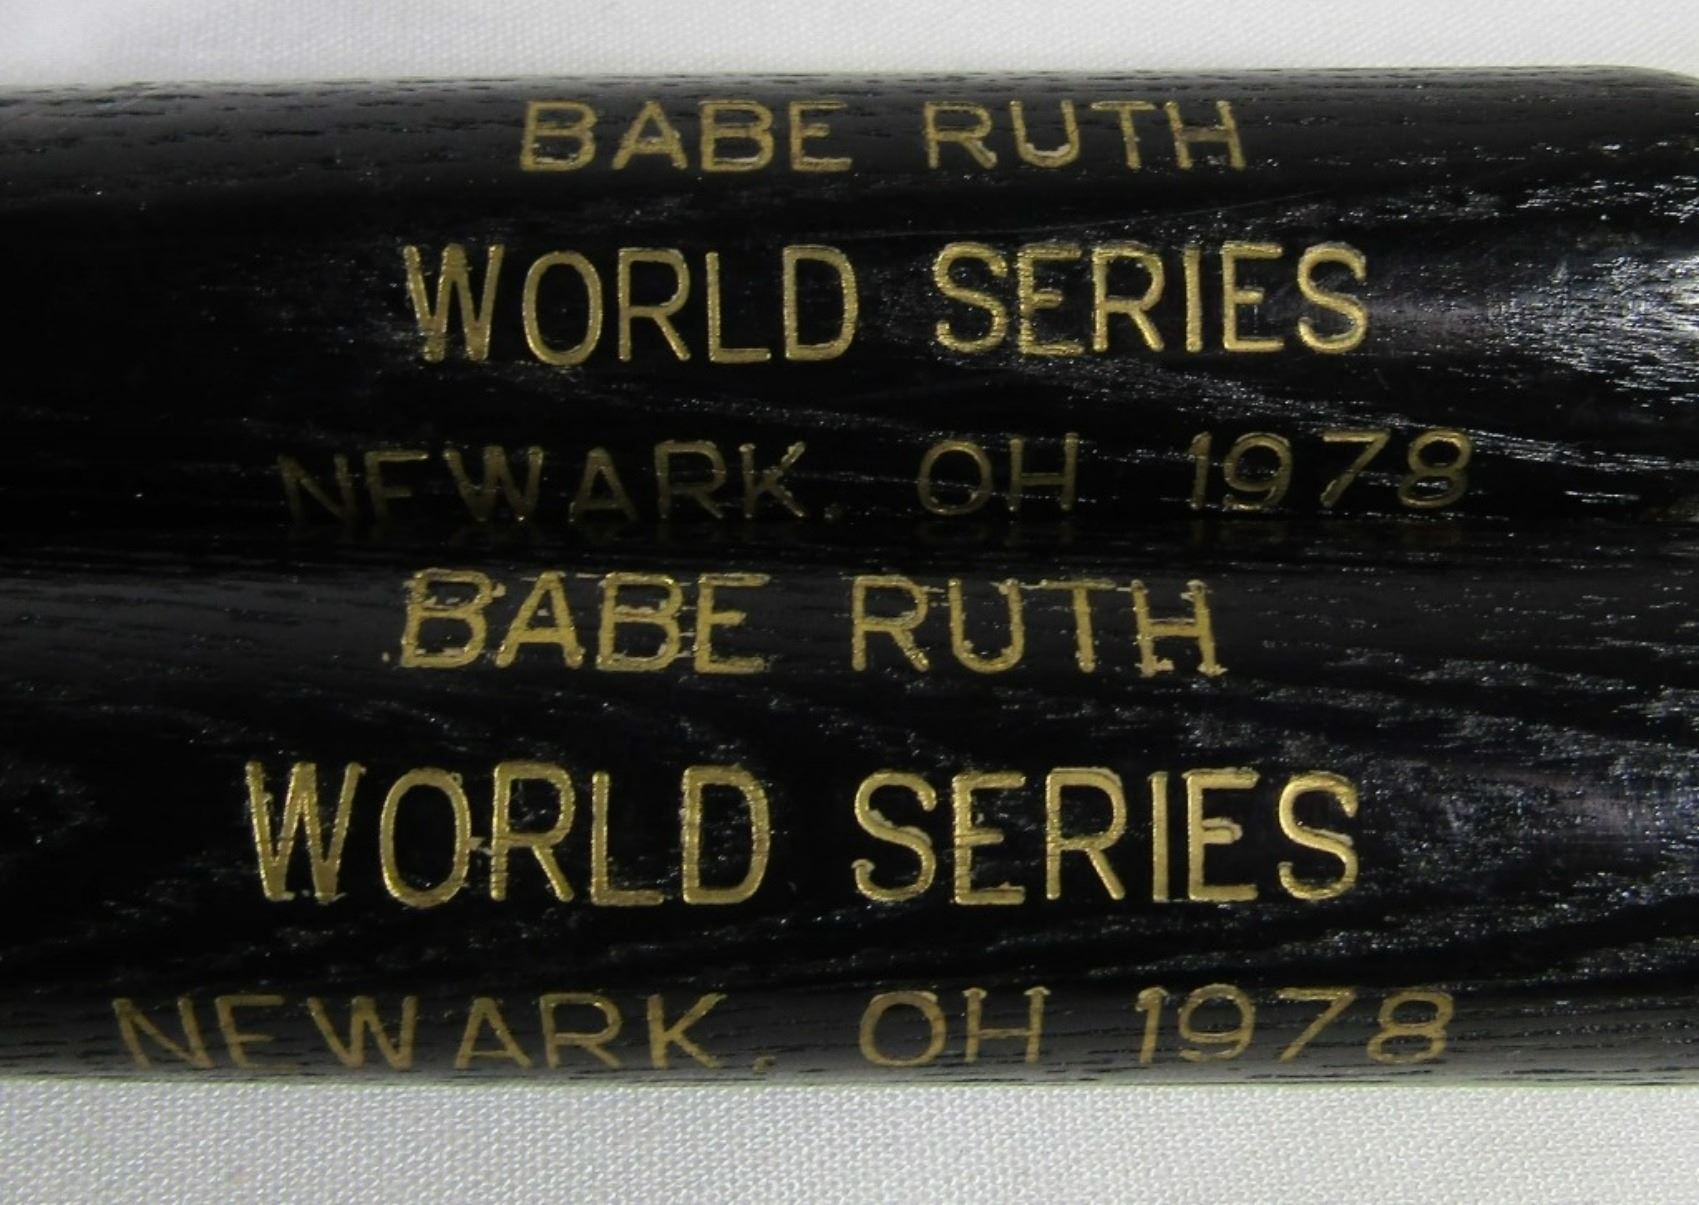 BABE RUTH
WORLD SERIES
NEWARK, OH 1978
BABE RUTH
WORLD SERIES
NEWARK, OH 1978